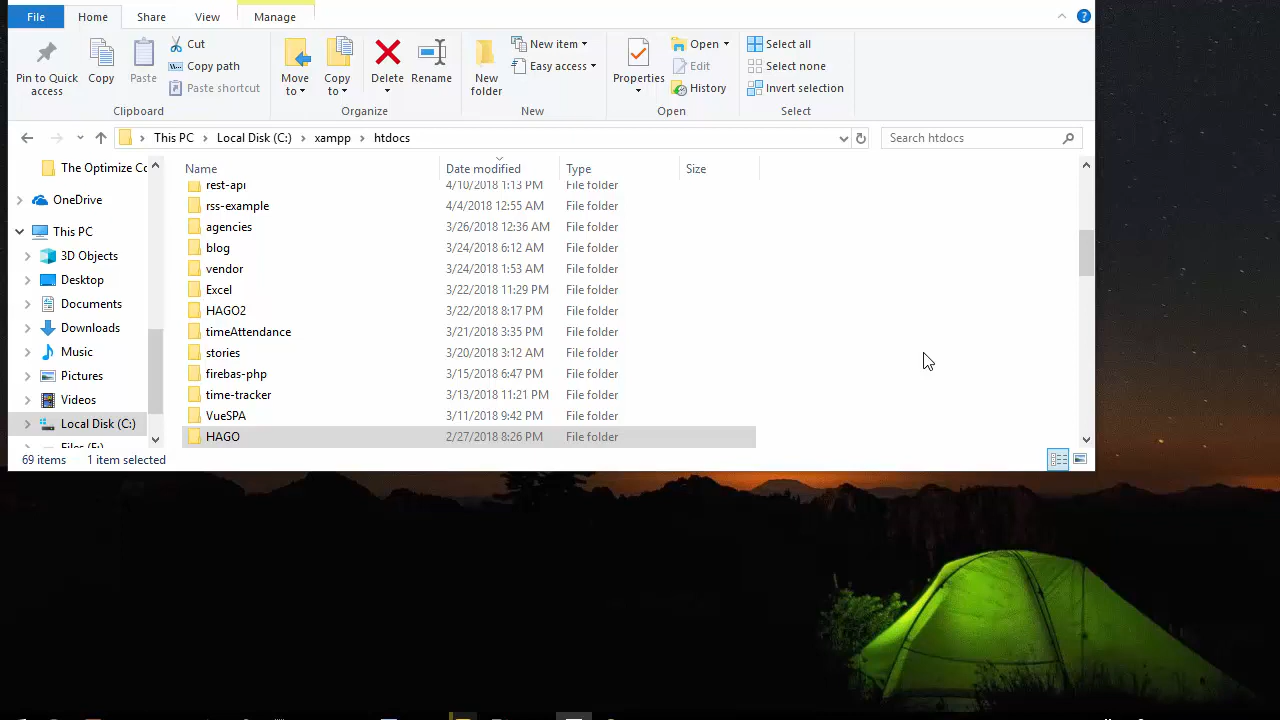 File Home Share View Manage
Cut
Copy path
Paste shortcut
Pin to Quick access
Copy
Paste
Clipboard
Move to
Copy to
Delete
Rename
Organize
New folder
New item
Easy access
New
Properties
Open
Edit
History
Open
Select all
Select none
Invert selection
Select
This PC Local Disk (C:) xampp htdocs
Search htdocs
The Optimize Co
OneDrive
This PC
3D Objects
Desktop
Documents
Downloads
Music
Pictures
Videos
Local Disk (C:)
Files (F:)
Name Date modified Type Size
rest-api 4/10/2018 1:13 PM File folder
rss-example 4/4/2018 12:55 AM File folder
agencies 3/26/2018 12:36 AM File folder
blog 3/24/2018 6:12 AM File folder
vendor 3/24/2018 1:53 AM File folder
Excel 3/22/2018 11:29 PM File folder
HAGO2 3/22/2018 8:17 PM File folder
timeAttendance 3/21/2018 3:35 PM File folder
stories 3/20/2018 3:12 AM File folder
firebas-php 3/15/2018 6:47 PM File folder
time-tracker 3/13/2018 11:21 PM File folder
VueSPA 3/11/2018 9:42 PM File folder
HAGO 2/27/2018 8:26 PM File folder
69 items 1 item selected